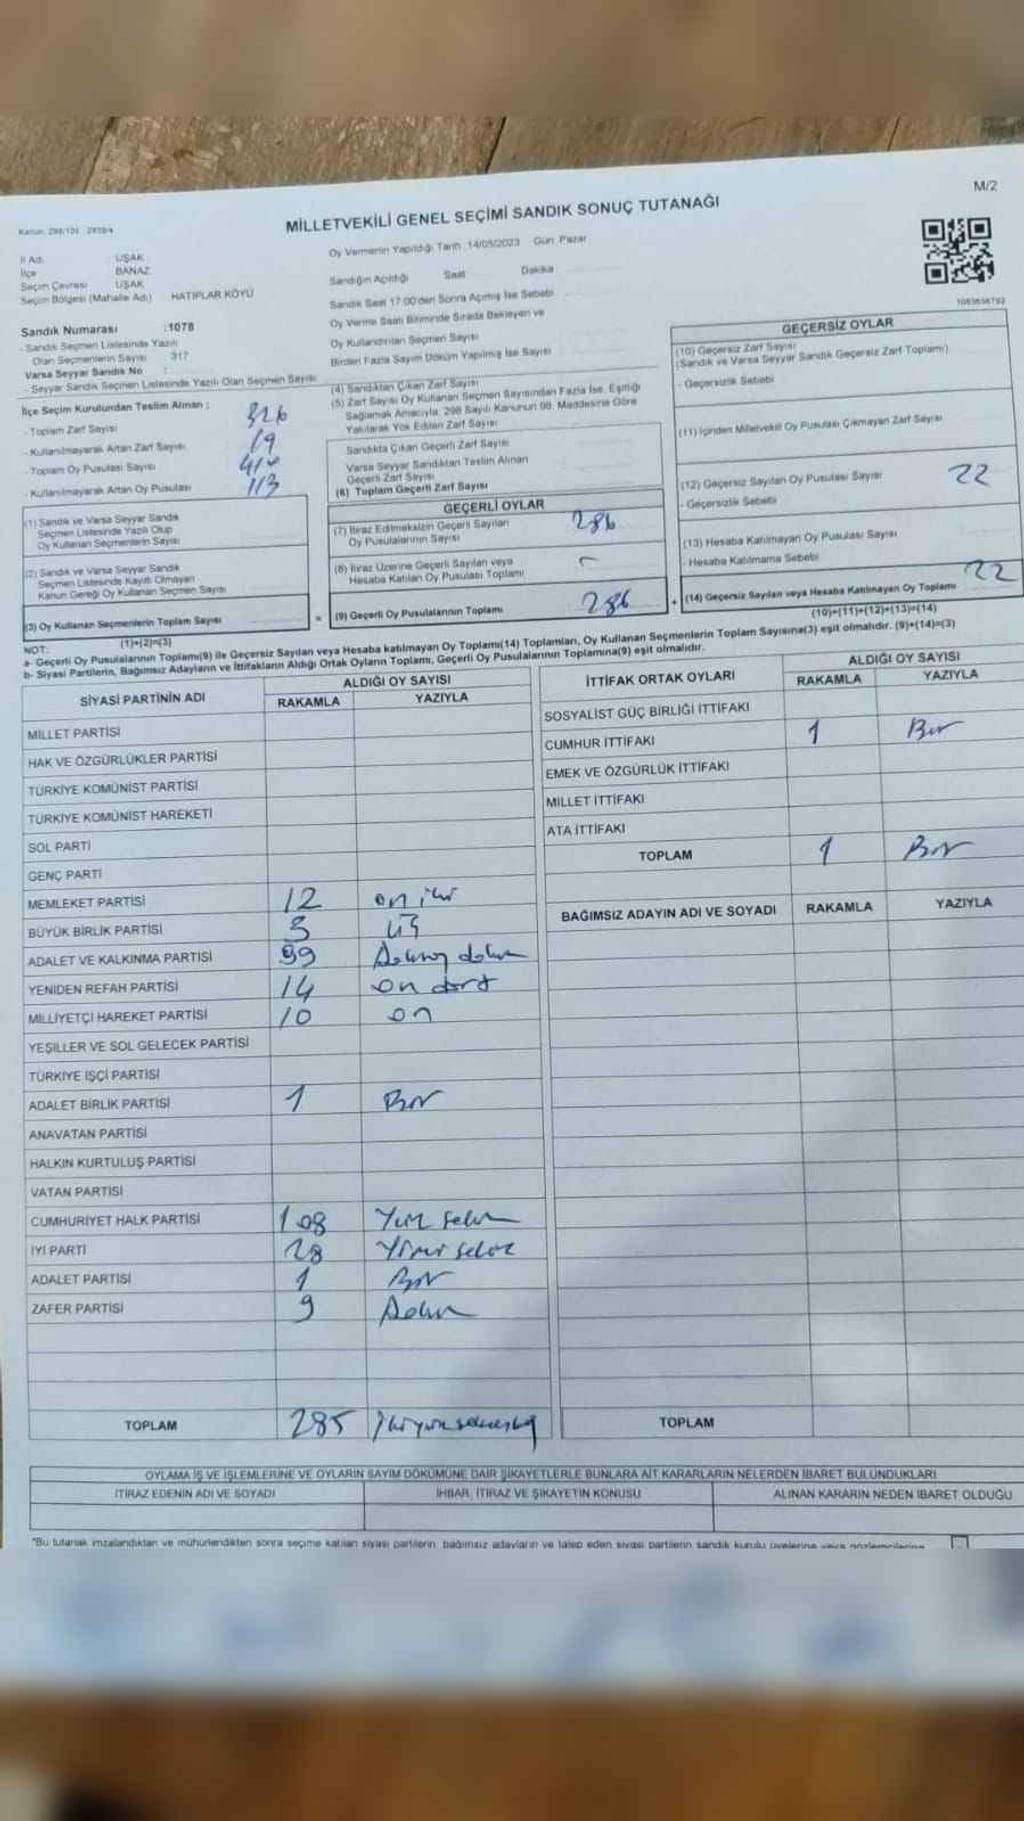 M/2
MİLLETVEKİLİ GENEL SEÇİMİ SANDIK SONUÇ TUTANAĞI
İl Adı : UŞAK
İlçe : BANAZ
Seçim Çevresi : UŞAK
Seçim Bölgesi (Mahalle Adı) : HATIPLAR KÖYÜ
Oy Vermenin Yapıldığı Tarih :14/05/2023 Gün: Pazar
Sandığın Açıldığı Saat Dakika
Sandık Saat 17:00'den Sonra Açılmış İse Sebebi
Oy Verme Saati Bitiminde Sırada Bekleyen ve
Oy Kullandırılan Seçmen Sayısı
Birden Fazla Sayım Döküm Yapılmış İse Sayısı
Sandık Numarası :1078
- Sandık Seçmen Listesinde Yazılı
Olan Seçmenlerin Sayısı : 317
Varsa Seyyar Sandık No :
- Seyyar Sandık Seçmen Listesinde Yazılı Olan Seçmen Sayısı
İlçe Seçim Kurulundan Teslim Alınan :
- Toplam Zarf Sayısı 326
- Kullanılmayarak Artan Zarf Sayısı 19
- Toplam Oy Pusulası Sayısı
- Kullanılmayarak Artan Oy Pusulası 113
(1) Sandık ve Varsa Seyyar Sandık
Seçmen Listesinde Yazılı Olup
Oy Kullanan Seçmenlerin Sayısı
(2) Sandık ve Varsa Seyyar Sandık
Seçmen Listesinde Kayıtlı Olmayan
Kanun Gereği Oy Kullanan Seçmen Sayısı
(3) Oy Kullanan Seçmenlerin Toplam Sayısı
(1)+(2)=(3)
(4) Sandıktan Çıkan Zarf Sayısı
(5) Zarf Sayısı Oy Kullanan Seçmen Sayısından Fazla İse, Eşitliği
Sağlamak Amacıyla, 298 Sayılı Kanunun 98. Maddesine Göre
Yakılarak Yok Edilen Zarf Sayısı
Sandıkta Çıkan Geçerli Zarf Sayısı
Varsa Seyyar Sandıktan Teslim Alınan
Geçerli Zarf Sayısı
(6) Toplam Geçerli Zarf Sayısı
GEÇERLİ OYLAR
(7) İtiraz Edilmeksizin Geçerli Sayılan
Oy Pusulalarının Sayısı 286
(8) İtiraz Üzerine Geçerli Sayılan veya
Hesaba Katılan Oy Pusulası Toplamı
= (9) Geçerli Oy Pusulalarının Toplamı 286
GEÇERSİZ OYLAR
(10) Geçersiz Zarf Sayısı
(Sandık ve Varsa Seyyar Sandık Geçersiz Zarf Toplamı)
- Geçersizlik Sebebi
(11) İçinden Milletvekili Oy Pusulası Çıkmayan Zarf Sayısı
(12) Geçersiz Sayılan Oy Pusulası Sayısı 22
- Geçersizlik Sebebi
(13) Hesaba Katılmayan Oy Pusulası Sayısı
- Hesaba Katılmama Sebebi
+ (14) Geçersiz Sayılan veya Hesaba Katılmayan Oy Toplamı 22
(10)+(11)+(12)+(13)=(14)
NOT:
a- Geçerli Oy Pusulalarının Toplamı(9) ile Geçersiz Sayılan veya Hesaba katılmayan Oy Toplamı(14) Toplamları, Oy Kullanan Seçmenlerin Toplam Sayısına(3) eşit olmalıdır. (9)+(14)=(3)
b- Siyasi Partilerin, Bağımsız Adayların ve İttifakların Aldığı Ortak Oyların Toplamı, Geçerli Oy Pusulalarının Toplamına(9) eşit olmalıdır.
SİYASİ PARTİNİN ADI ALDIĞI OY SAYISI
RAKAMLA YAZIYLA
MİLLET PARTİSİ
HAK VE ÖZGÜRLÜKLER PARTİSİ
TÜRKİYE KOMÜNİST PARTİSİ
TÜRKİYE KOMÜNİST HAREKETİ
SOL PARTİ
GENÇ PARTİ
MEMLEKET PARTİSİ 12 on iki
BÜYÜK BİRLİK PARTİSİ 3 üç
ADALET VE KALKINMA PARTİSİ 99
YENİDEN REFAH PARTİSİ 14 on dört
MİLLİYETÇİ HAREKET PARTİSİ 10 on
YEŞİLLER VE SOL GELECEK PARTİSİ
TÜRKİYE İŞÇİ PARTİSİ
ADALET BİRLİK PARTİSİ 1 Bir
ANAVATAN PARTİSİ
HALKIN KURTULUŞ PARTİSİ
VATAN PARTİSİ
CUMHURİYET HALK PARTİSİ 108 Yüz sekiz
İYİ PARTİ 28 Yirmi sekiz
ADALET PARTİSİ 1 Bir
ZAFER PARTİSİ 9 Dokuz
TOPLAM 285
İTTİFAK ORTAK OYLARI ALDIĞI OY SAYISI
RAKAMLA YAZIYLA
SOSYALİST GÜÇ BİRLİĞİ İTTİFAKI
CUMHUR İTTİFAKI 1 Bir
EMEK VE ÖZGÜRLÜK İTTİFAKI
MİLLET İTTİFAKI
ATA İTTİFAKI
TOPLAM 1 Bir
BAĞIMSIZ ADAYIN ADI VE SOYADI RAKAMLA YAZIYLA
TOPLAM
OYLAMA İŞ VE İŞLEMLERİNE VE OYLARIN SAYIM DÖKÜMÜNE DAİR ŞİKAYETLERLE BUNLARA AİT KARARLARIN NELERDEN İBARET BULUNDUKLARI
İTİRAZ EDENİN ADI VE SOYADI İHBAR, İTİRAZ VE ŞİKAYETİN KONUSU ALINAN KARARIN NEDEN İBARET OLDUĞU
"Bu tutanak imzalandıktan ve mühürlendikten sonra seçime katılan siyasi partilerin, bağımsız adayların ve talep eden siyasi partilerin sandık kurulu üyelerine veya gözlemcilerine